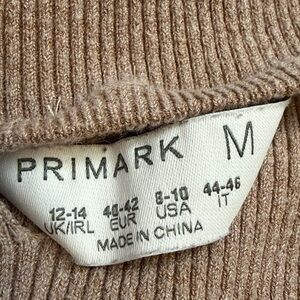 PRIMARK M
12-14 40-42 8-10 44-46
UK/IRL EUR USA IT
MADE IN CHINA